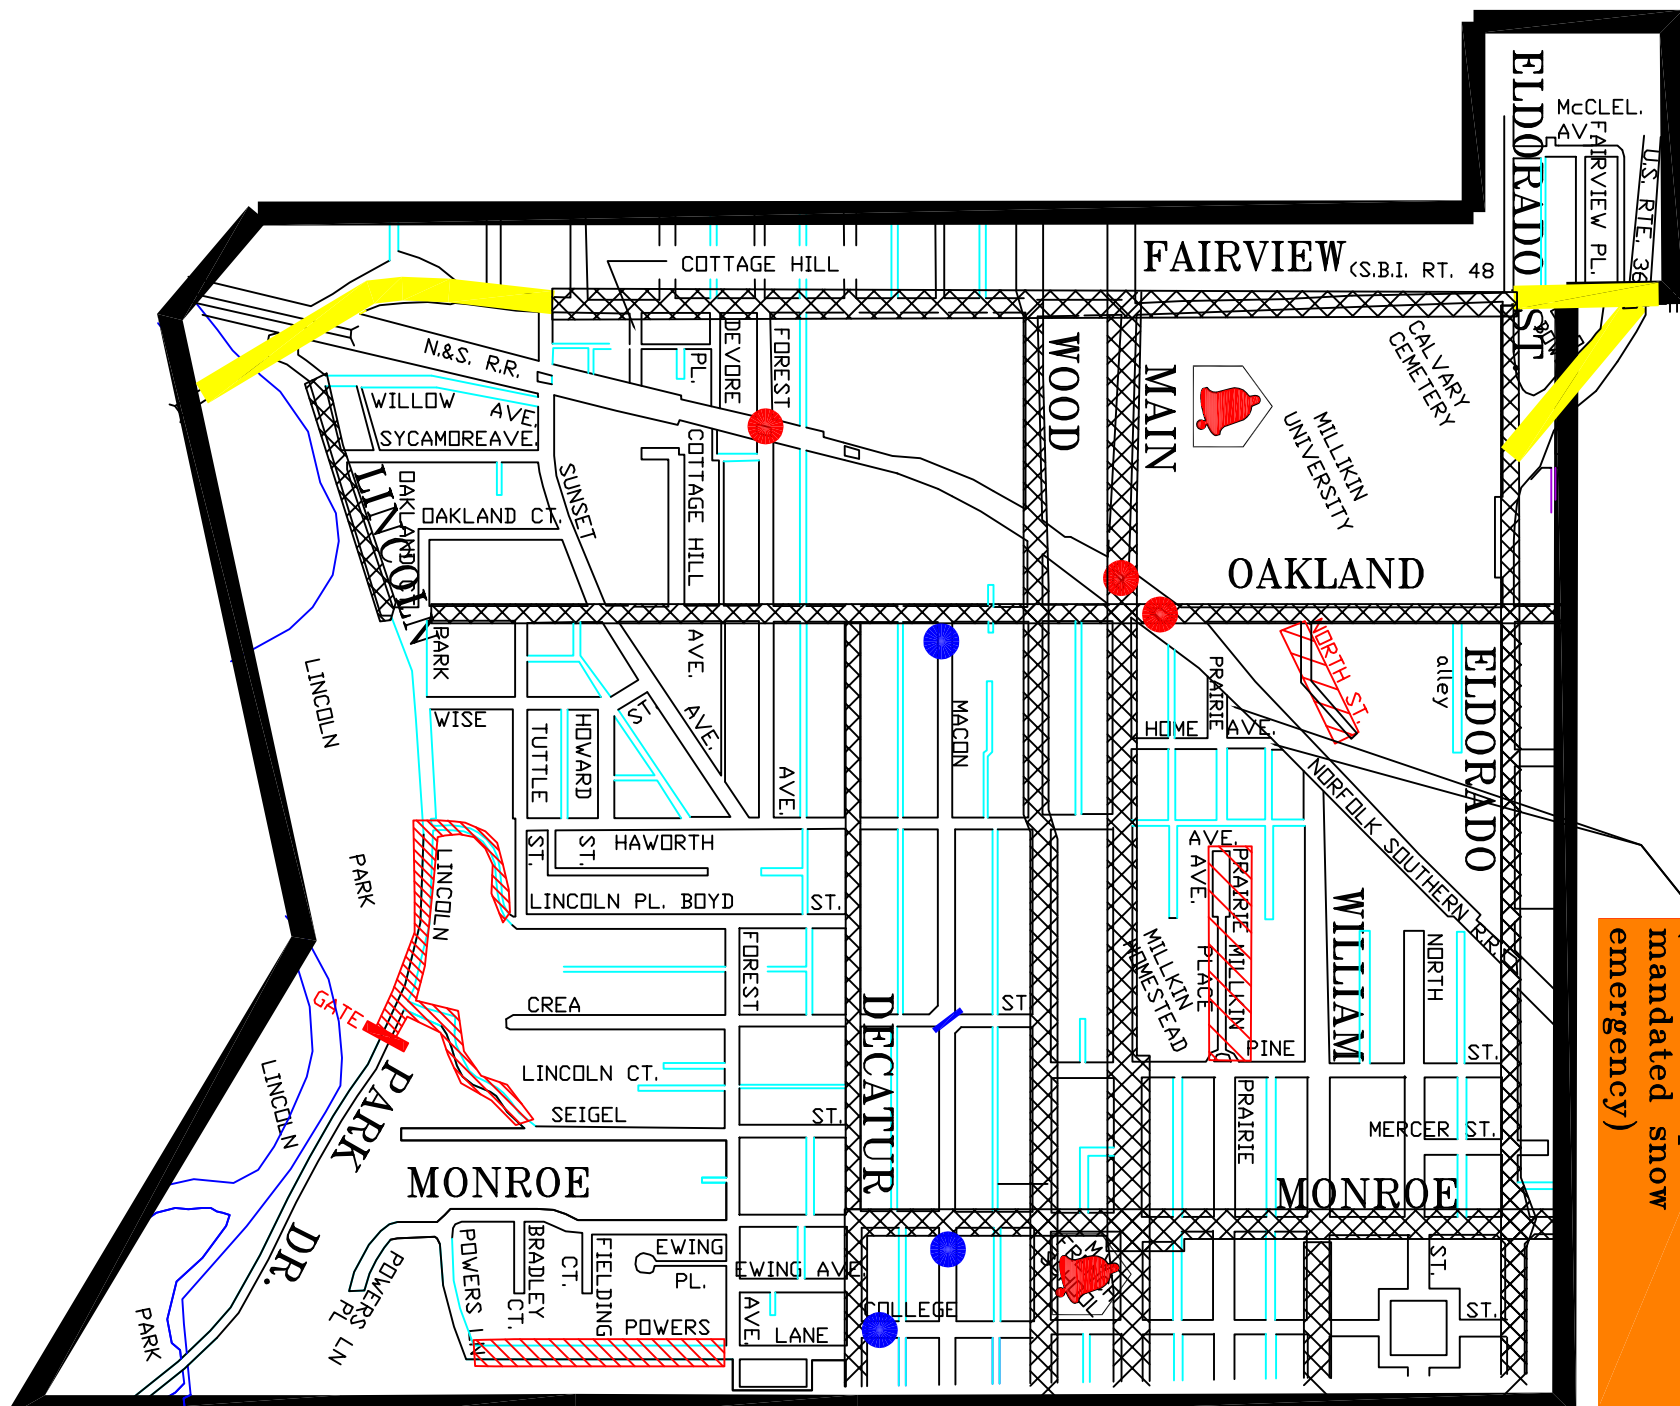 ELDORADO ST
McCLEL.
AV.
FAIRVIEW PL.
U.S. RTE. 36
FAIRVIEW
(S.B.I. RT. 48
COTTAGE HILL
N.&S. R.R.
WILLOW
AVE.
SYCAMOREAVE.
DEVORE
PL.
FOREST
WOOD
MAIN
CALVARY
CEMETERY
MILLIKIN
UNIVERSITY
LINCOLN
OAKLAND CT.
SUNSET
COTTAGE HILL
OAKLAND
LINCOLN
PARK
PARK
WISE
TUTTLE
ST.
HOWARD
ST.
ST
AVE.
AVE.
AVE.
MACON
PRAIRIE
HOME AVE.
NORTH ST.
alley
ELDORADO
NORFOLK SOUTHERN R.R.
HAWORTH
LINCOLN PL. BOYD
ST.
LINCOLN
FOREST
AVE.
AVE.
PRAIRIE
PLACE
MILLIKIN
MILLKIN
HOMESTEAD
WILLIAM
NORTH
ST.
GATE
CREA
ST
DECATUR
LINCOLN CT.
SEIGEL
ST.
PINE
ST.
PRAIRIE
MERCER ST.
LINCOLN
PARK
PARK
DR.
MONROE
MONROE
POWERS LN
BRADLEY
CT.
CT.
FIELDING
EWING
PL.
EWING AVE.
AVE.
POWERS
LANE
COLLEGE
ST.
POWERS LN
PL
mandated snow
emergency)